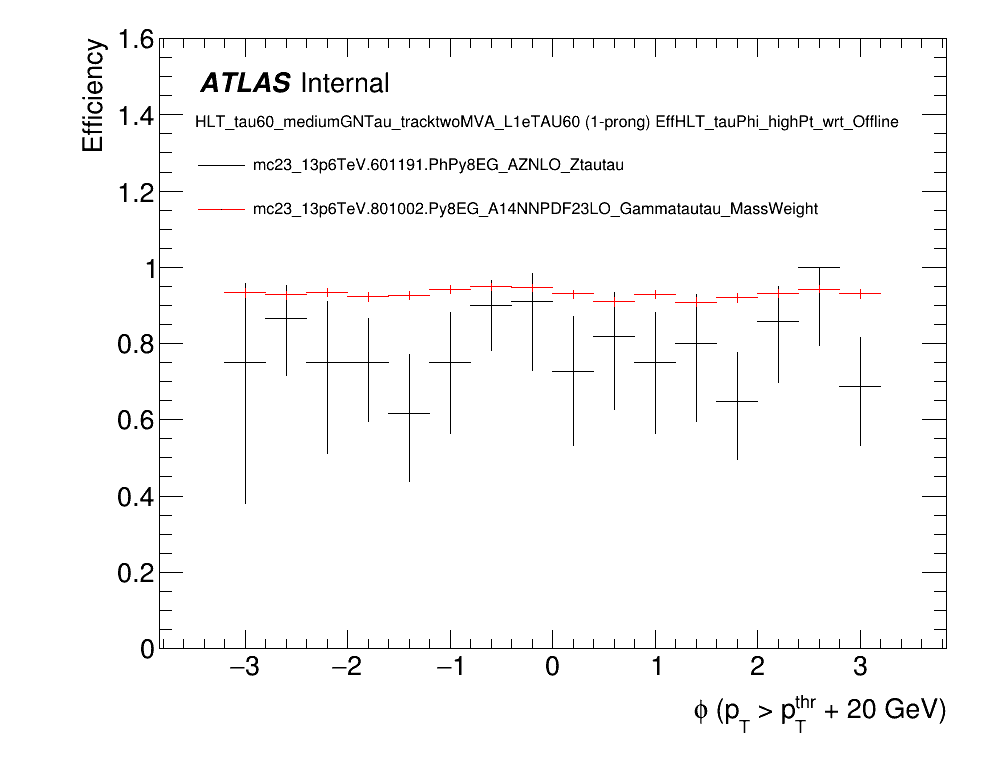 Efficiency
1.6
1.4
1.2
1
0.8
0.6
0.4
0.2
0
ATLAS Internal
HLT_tau60_mediumGNTau_tracktwoMVA_L1eTAU60 (1-prong) EffHLT_tauPhi_highPt_wrt_Offline
mc23_13p6TeV.601191.PhPy8EG_AZNLO_Ztautau
mc23_13p6TeV.801002.Py8EG_A14NNPDF23LO_Gammatautau_MassWeight
−3 −2 −1 0 1 2 3
ϕ (p_T > p_T^thr + 20 GeV)